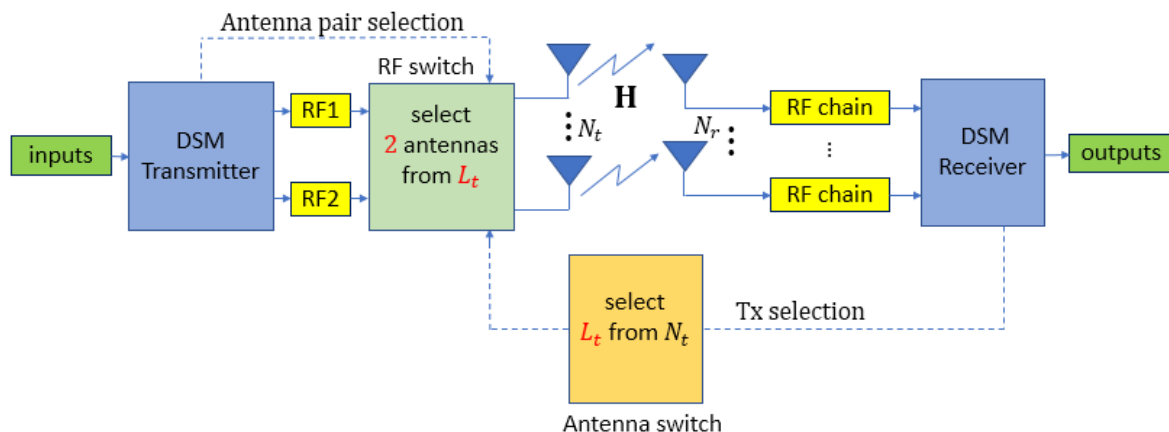 Antenna pair selection
RF switch
inputs
DSM
Transmitter
RF1
RF2
select
2 antennas
from L_t
N_t
H
N_r
RF chain
RF chain
DSM
Receiver
outputs
select
L_t from N_t
Tx selection
Antenna switch